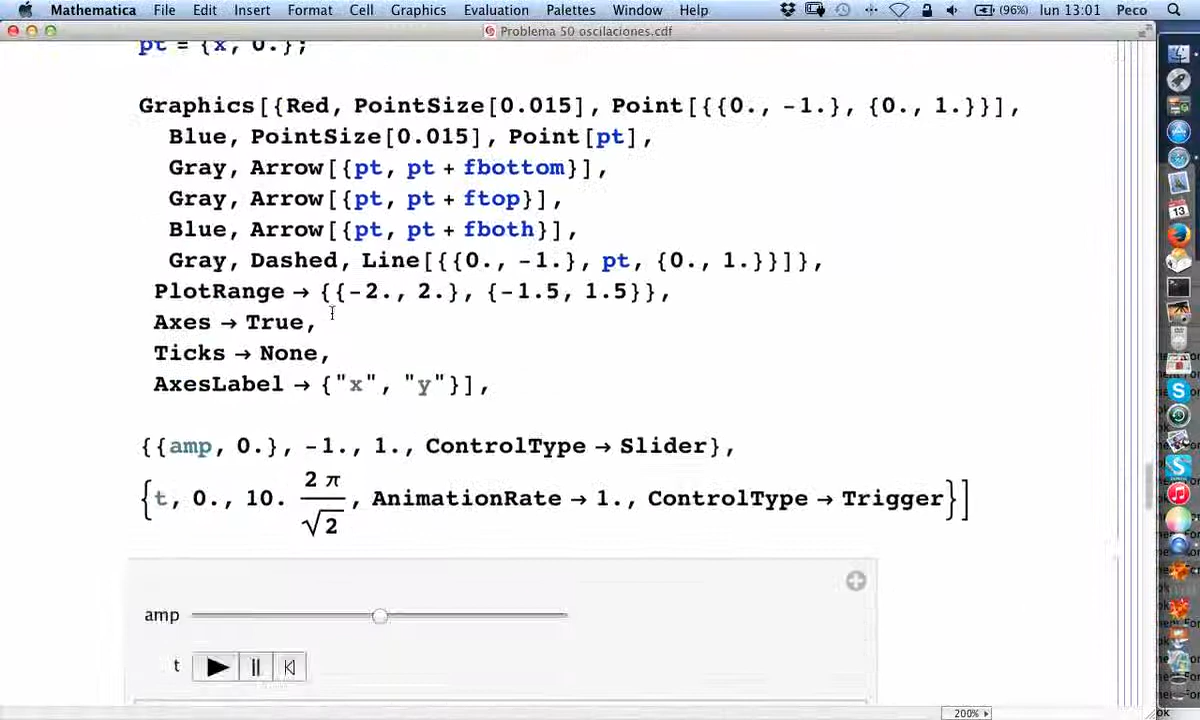 Mathematica File Edit Insert Format Cell Graphics Evaluation Palettes Window Help (96%) lun 13:01 Peco
Problema 50 oscilaciones.cdf
pt = {x, 0.};
Graphics[{Red, PointSize[0.015], Point[{{0., -1.}, {0., 1.}}],
Blue, PointSize[0.015], Point[pt],
Gray, Arrow[{pt, pt + fbottom}],
Gray, Arrow[{pt, pt + ftop}],
Blue, Arrow[{pt, pt + fboth}],
Gray, Dashed, Line[{{0., -1.}, pt, {0., 1.}}]},
PlotRange → {{-2., 2.}, {-1.5, 1.5}},
Axes → True,
Ticks → None,
AxesLabel → {"x", "y"}],
{{amp, 0.}, -1., 1., ControlType → Slider},
{t, 0., 10. 2 π / √2, AnimationRate → 1., ControlType → Trigger}]
amp
t
200%